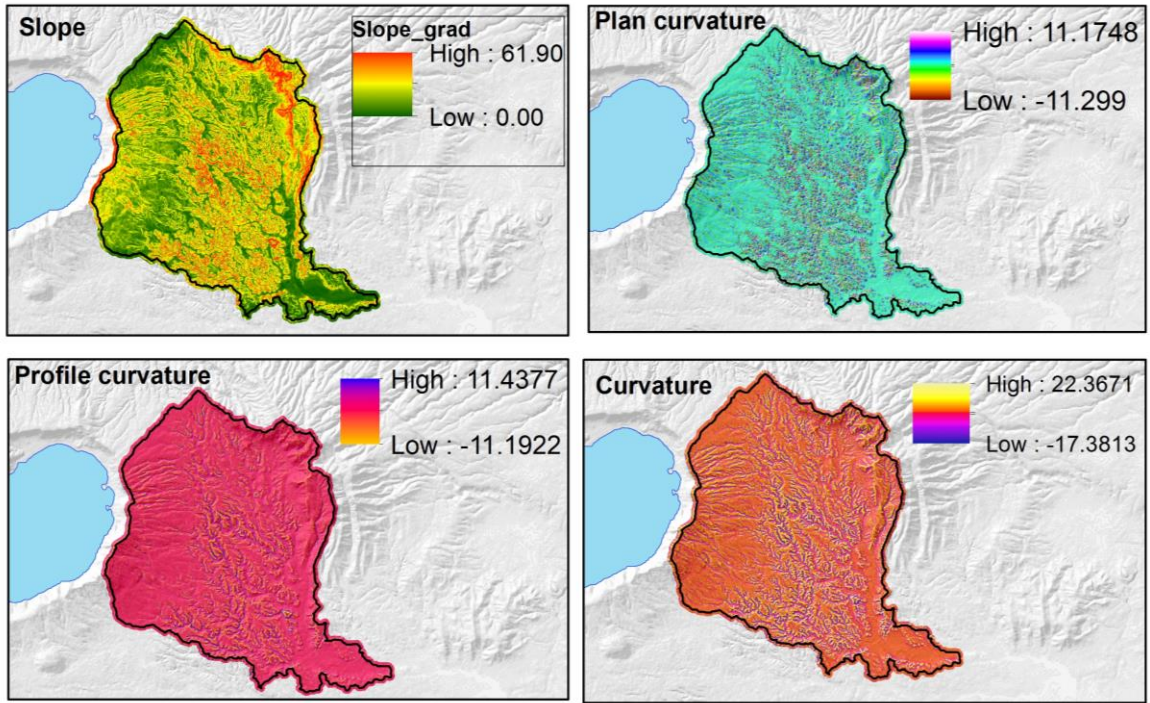 Slope
Slope_grad
High : 61.90
Low : 0.00
Plan curvature
High : 11.1748
Low : -11.299
Profile curvature
High : 11.4377
Low : -11.1922
Curvature
High : 22.3671
Low : -17.3813